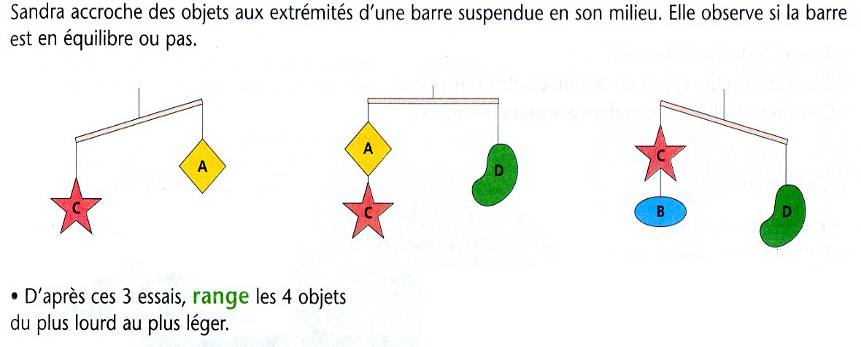 Sandra accroche des objets aux extrémités d'une barre suspendue en son milieu. Elle observe si la barre
est en équilibre ou pas.
C
A
A
C
D
C
B
D
• D'après ces 3 essais, range les 4 objets
du plus lourd au plus léger.